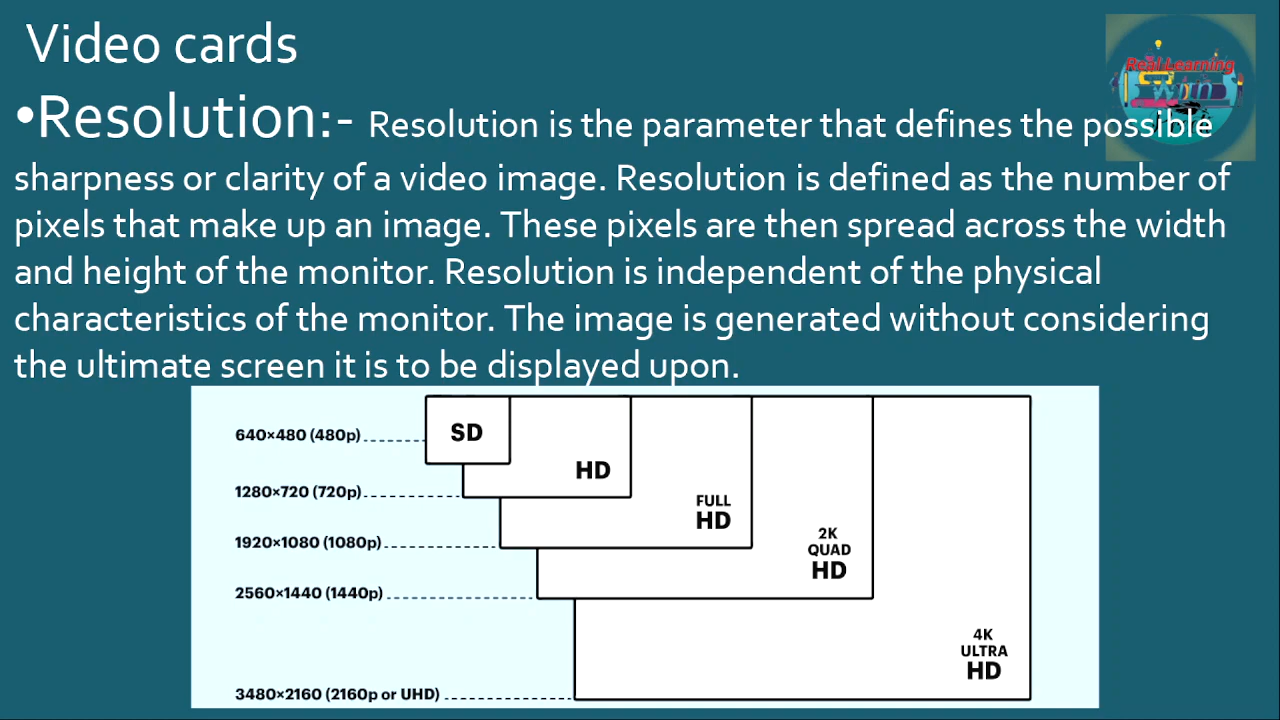 Video cards
Real Learning
•Resolution:- Resolution is the parameter that defines the possible
sharpness or clarity of a video image. Resolution is defined as the number of
pixels that make up an image. These pixels are then spread across the width
and height of the monitor. Resolution is independent of the physical
characteristics of the monitor. The image is generated without considering
the ultimate screen it is to be displayed upon.
640×480 (480p)
SD
1280×720 (720p)
HD
1920×1080 (1080p)
FULL
HD
2560×1440 (1440p)
2K
QUAD
HD
3480×2160 (2160p or UHD)
4K
ULTRA
HD